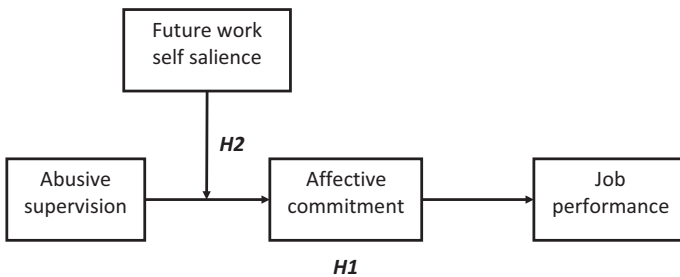 Future work
self salience
H2
Abusive
supervision
Affective
commitment
Job
performance
H1